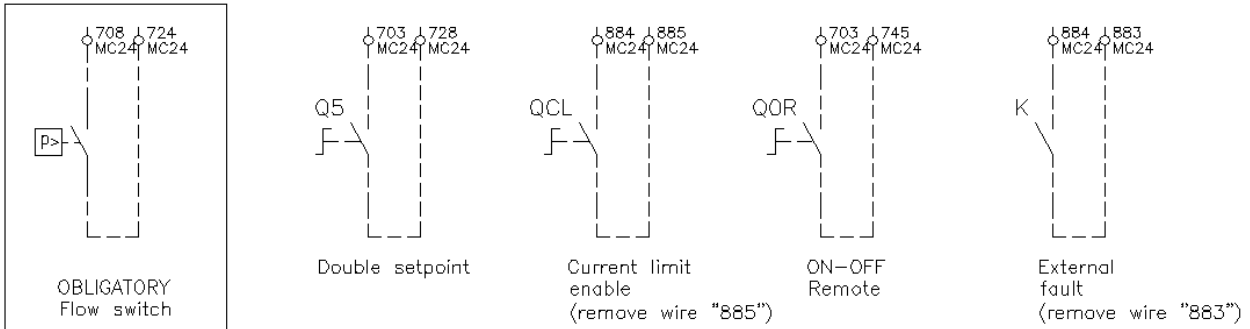 708 724
MC24 MC24
P>
OBLIGATORY
Flow switch
703 728
MC24 MC24
Q5
Double setpoint
884 885
MC24 MC24
QCL
Current limit
enable
(remove wire "885")
703 745
MC24 MC24
Q0R
ON-OFF
Remote
884 883
MC24 MC24
K
External
fault
(remove wire "883")